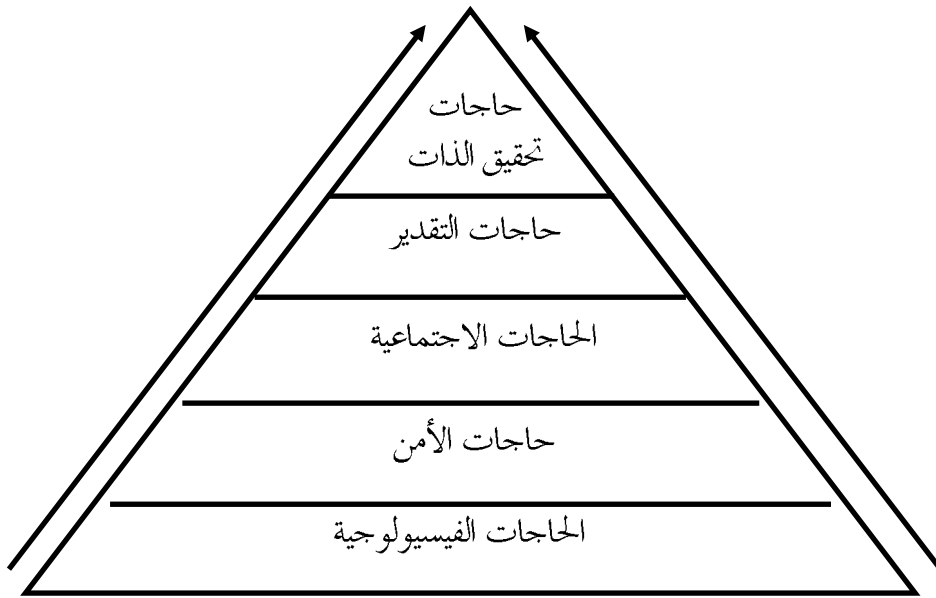 حاجات
تحقيق الذات
حاجات التقدير
الحاجات الاجتماعية
حاجات الأمن
الحاجات الفيسيولوجية